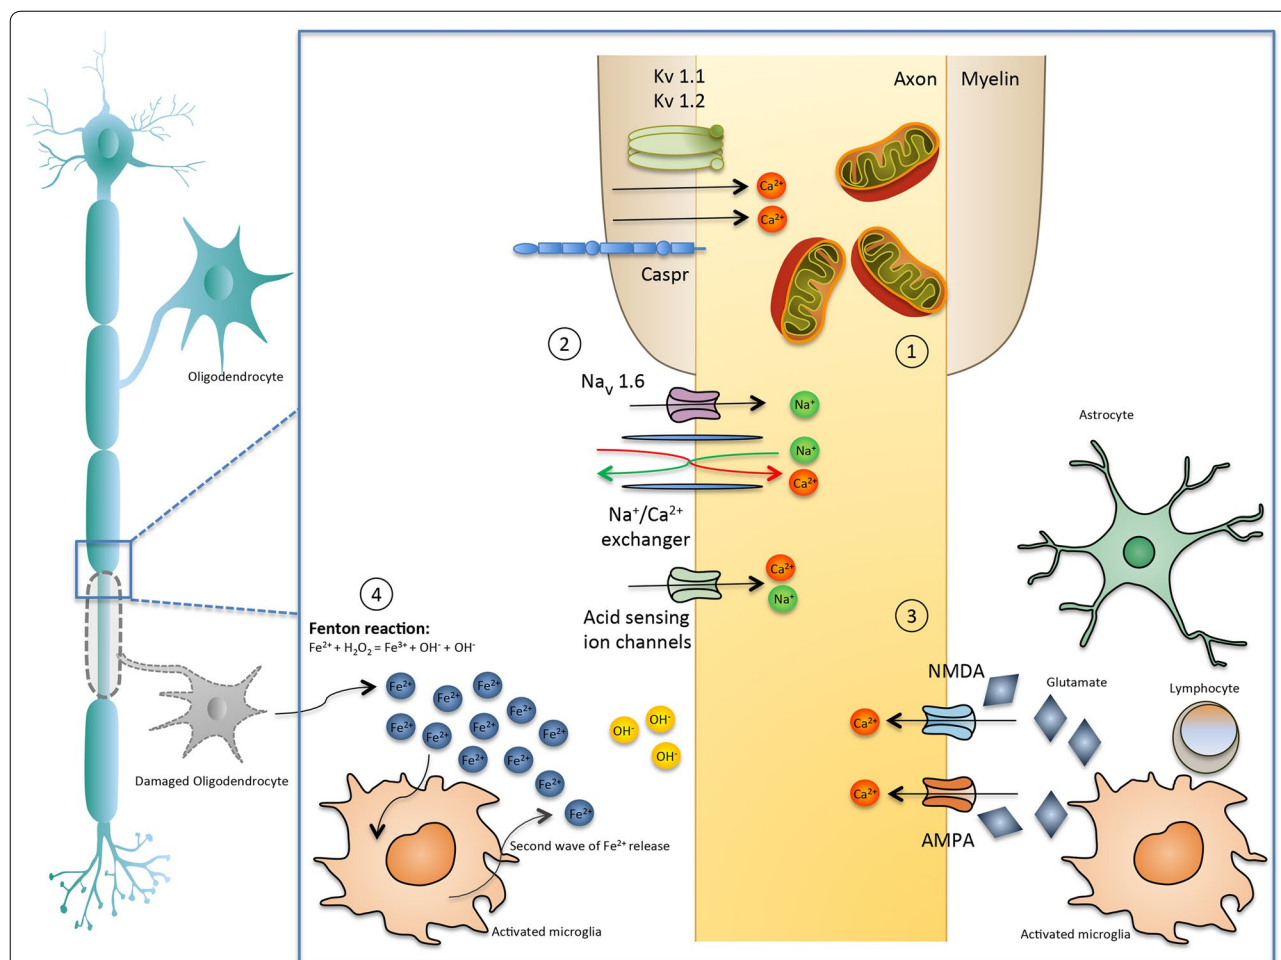 Kv 1.1
Kv 1.2
Axon
Myelin
Ca²⁺
Ca²⁺
Caspr
Oligodendrocyte
2
1
Naᵥ 1.6
Na⁺
Na⁺
Ca²⁺
Na⁺/Ca²⁺
exchanger
Astrocyte
Ca²⁺
Na⁺
Acid sensing
ion channels
4
Fenton reaction:
Fe²⁺ + H₂O₂ = Fe³⁺ + OH⁻ + OH⁻
3
NMDA
Glutamate
Lymphocyte
Fe²⁺
Fe²⁺
Fe²⁺
Fe²⁺
Fe²⁺
Fe²⁺
Fe²⁺
Fe²⁺
Fe²⁺
Fe²⁺
Fe²⁺
Fe²⁺
OH⁻
OH⁻
OH⁻
Ca²⁺
Ca²⁺
Damaged Oligodendrocyte
AMPA
Second wave of Fe²⁺ release
Activated microglia
Activated microglia